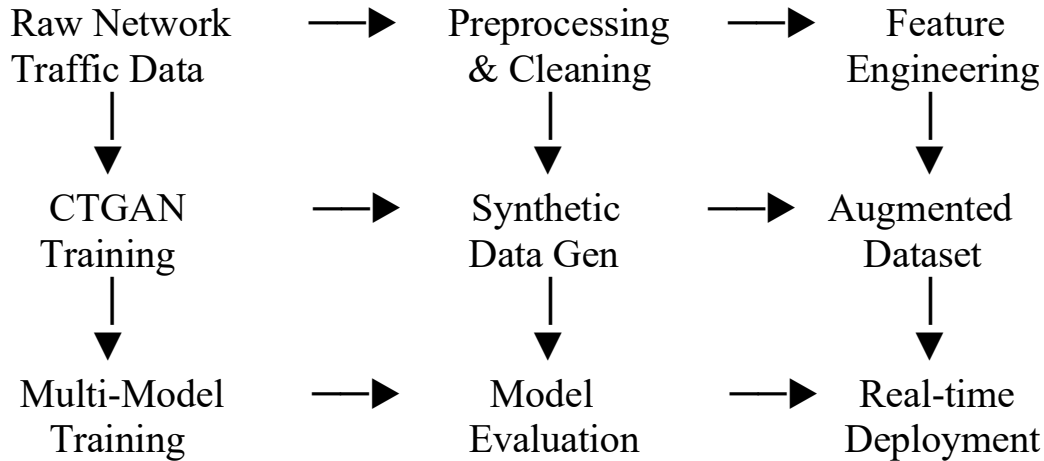 Raw Network
Traffic Data
Preprocessing
& Cleaning
Feature
Engineering
CTGAN
Training
Synthetic
Data Gen
Augmented
Dataset
Multi-Model
Training
Model
Evaluation
Real-time
Deployment